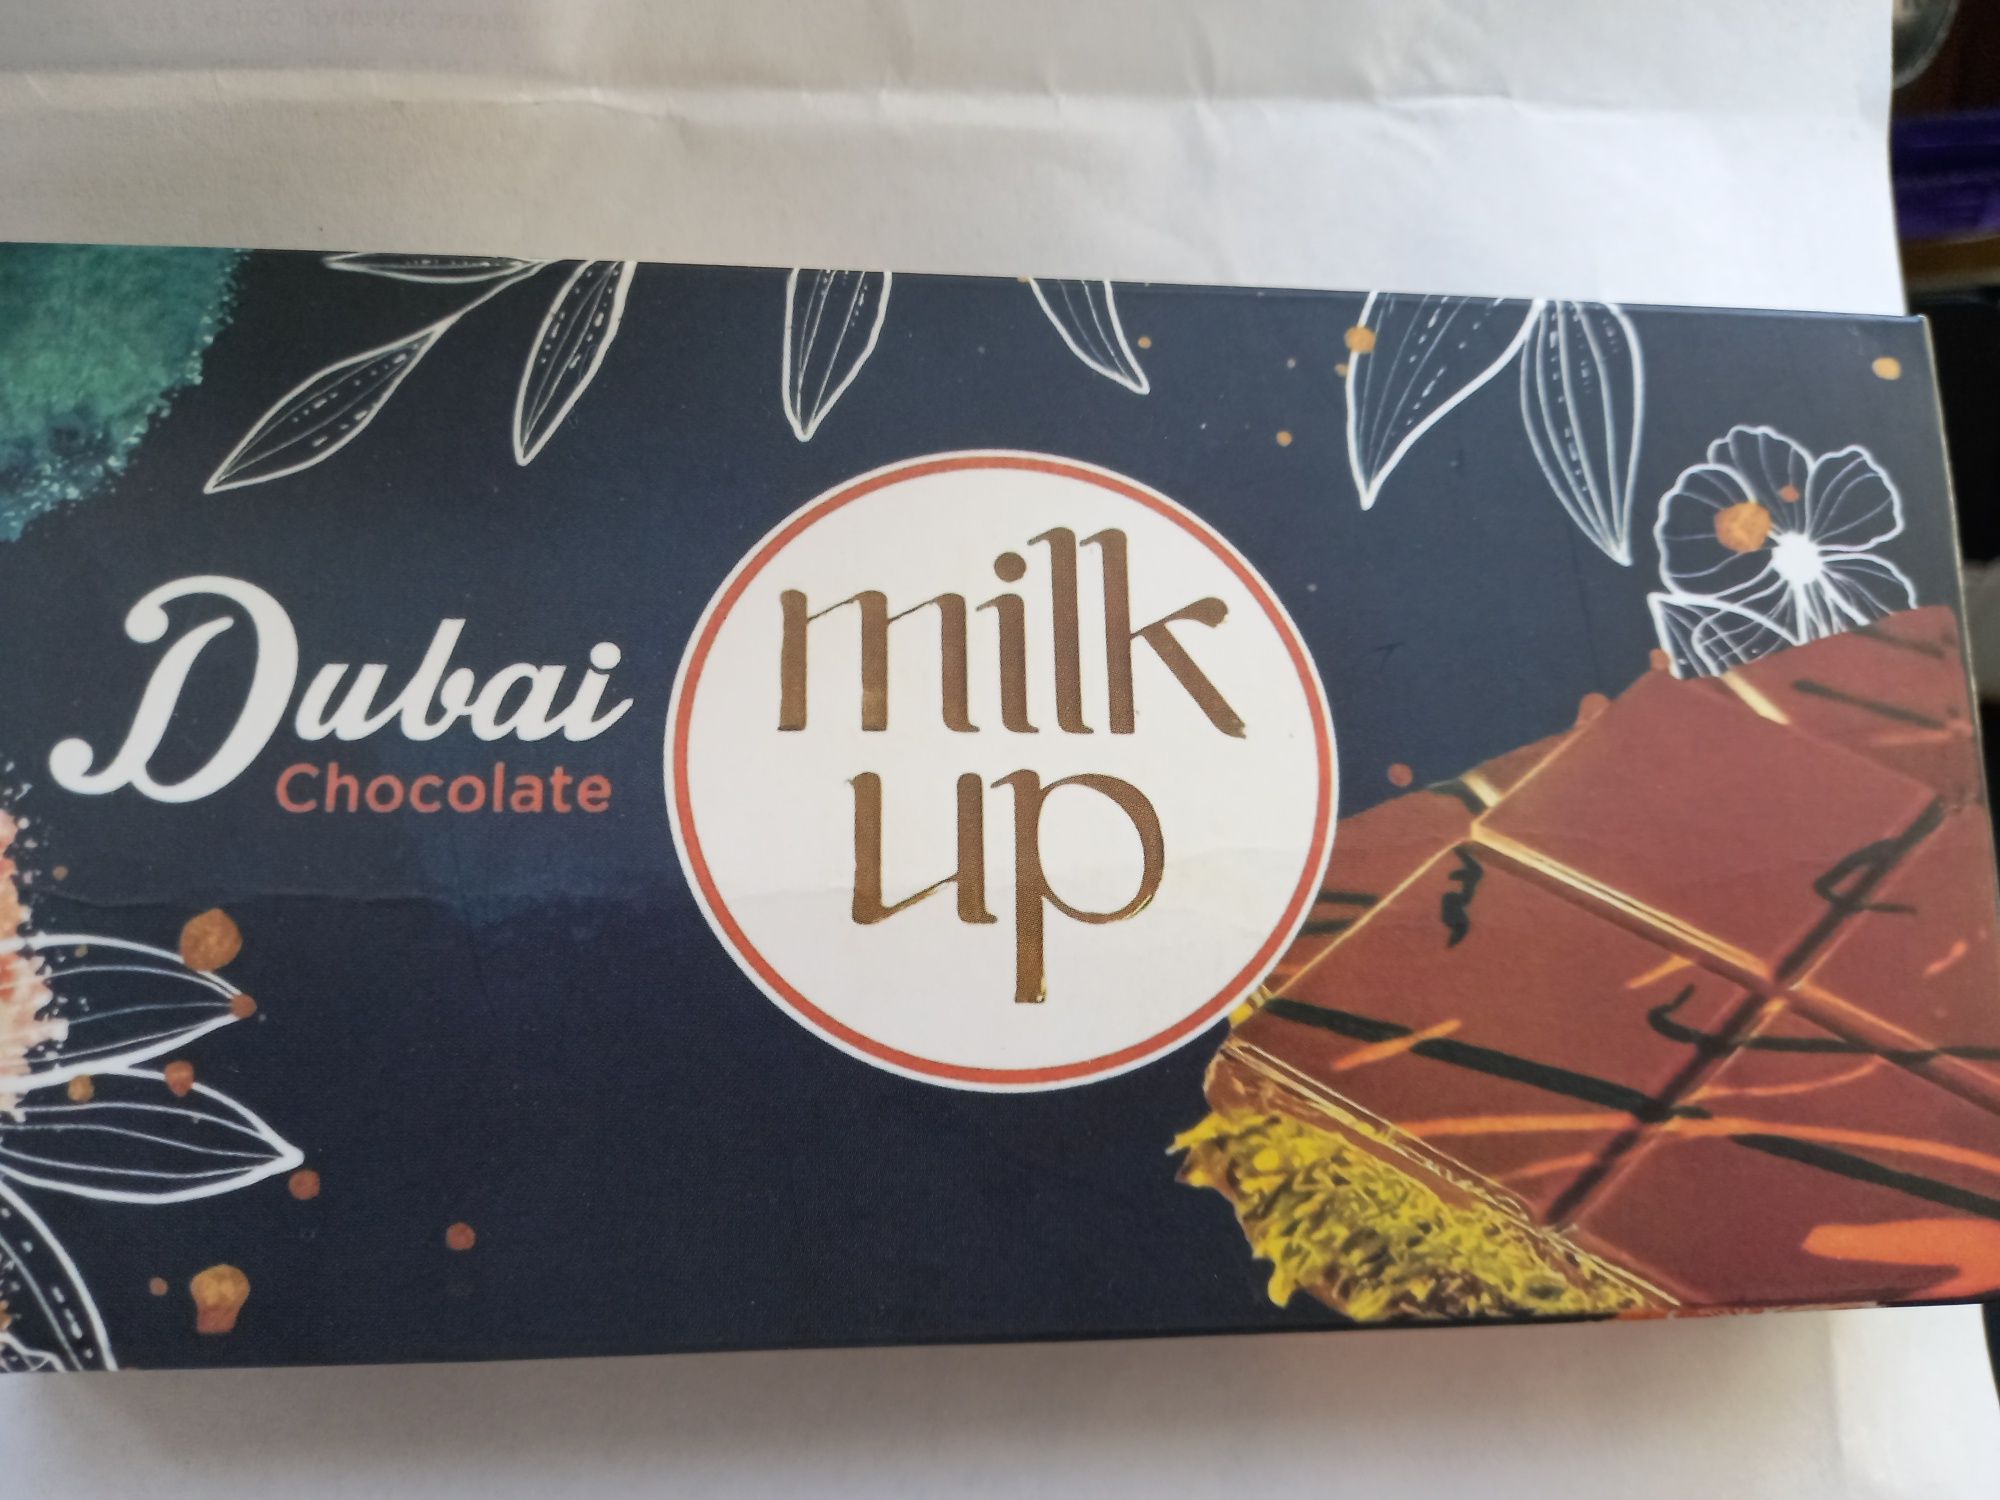 Dubai
Chocolate
milk
up